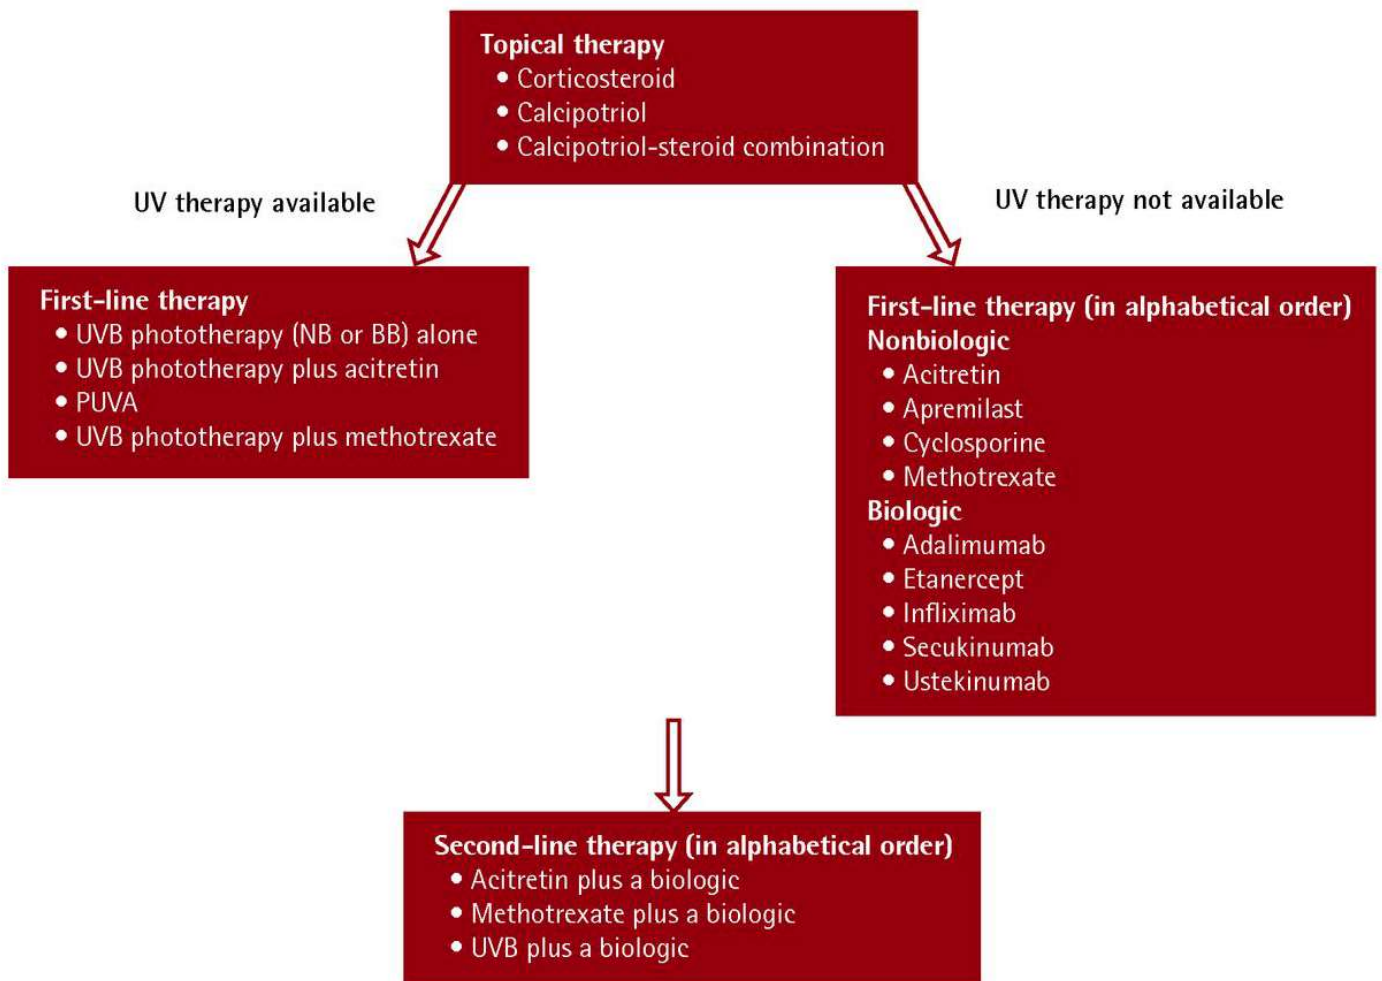 Topical therapy
• Corticosteroid
• Calcipotriol
• Calcipotriol-steroid combination
UV therapy available
UV therapy not available
First-line therapy
• UVB phototherapy (NB or BB) alone
• UVB phototherapy plus acitretin
• PUVA
• UVB phototherapy plus methotrexate
First-line therapy (in alphabetical order)
Nonbiologic
• Acitretin
• Apremilast
• Cyclosporine
• Methotrexate
Biologic
• Adalimumab
• Etanercept
• Infliximab
• Secukinumab
• Ustekinumab
Second-line therapy (in alphabetical order)
• Acitretin plus a biologic
• Methotrexate plus a biologic
• UVB plus a biologic